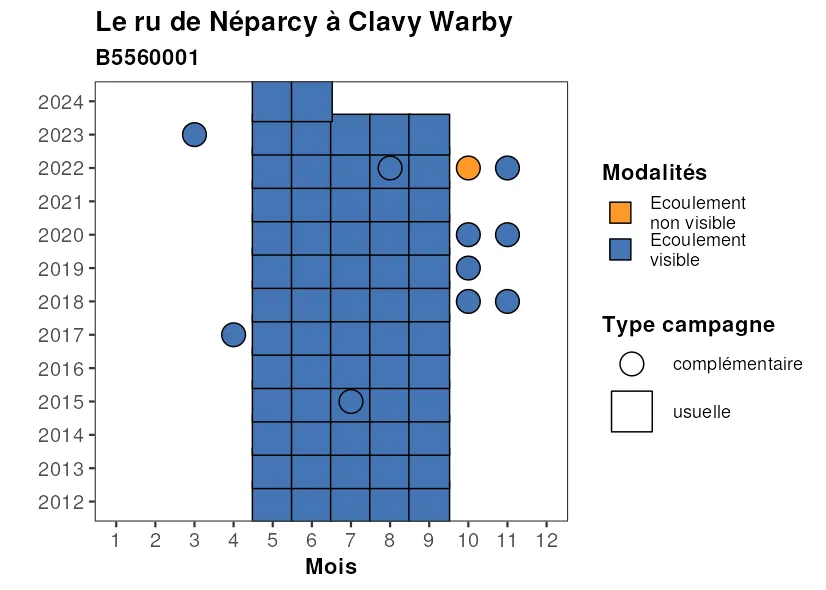 Le ru de Néparcy à Clavy Warby
B5560001
2024
2023
2022
2021
2020
2019
2018
2017
2016
2015
2014
2013
2012
1 2 3 4 5 6 7 8 9 10 11 12
Mois
Modalités
Ecoulement
non visible
Ecoulement
visible
Type campagne
complémentaire
usuelle